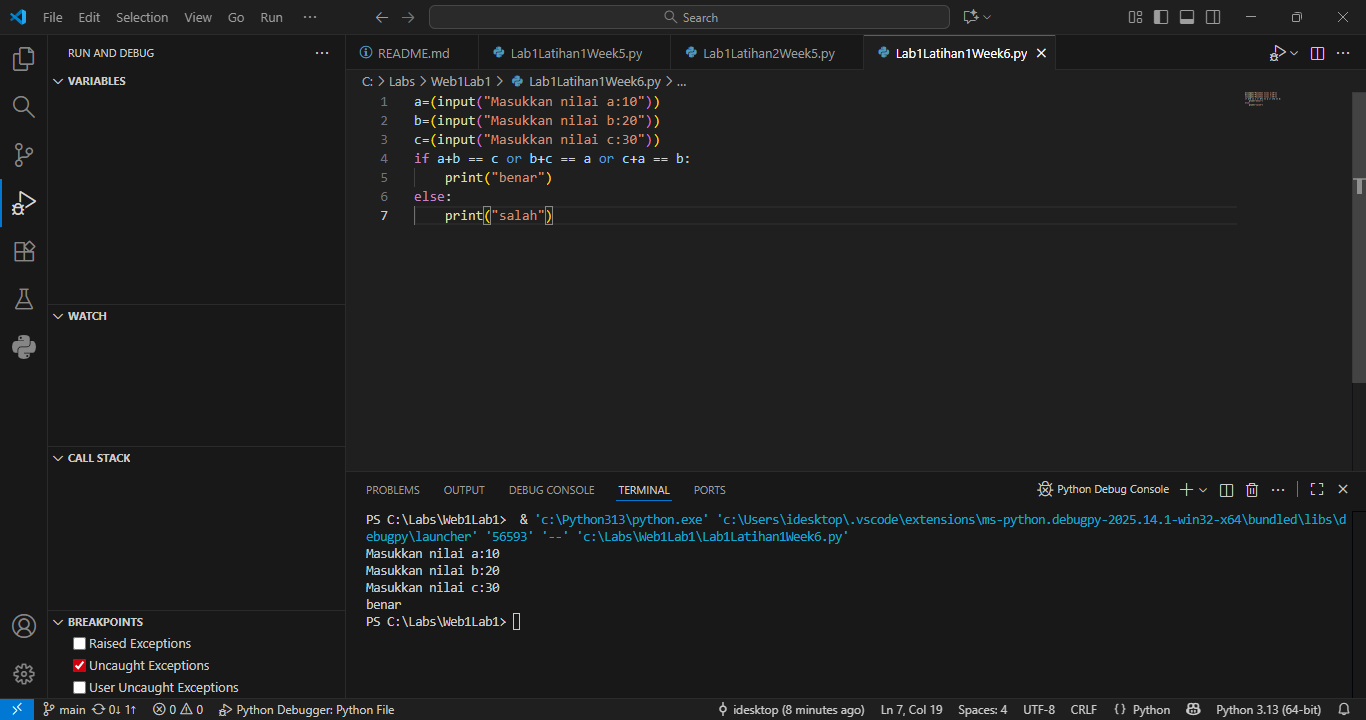 File Edit Selection View Go Run ··· Search
RUN AND DEBUG ···
VARIABLES
WATCH
CALL STACK
BREAKPOINTS
Raised Exceptions
Uncaught Exceptions
User Uncaught Exceptions
README.md Lab1Latihan1Week5.py Lab1Latihan2Week5.py Lab1Latihan1Week6.py
C: > Labs > Web1Lab1 > Lab1Latihan1Week6.py > ...
1 a=(input("Masukkan nilai a:10"))
2 b=(input("Masukkan nilai b:20"))
3 c=(input("Masukkan nilai c:30"))
4 if a+b == c or b+c == a or c+a == b:
5     print("benar")
6 else:
7     print("salah")
PROBLEMS OUTPUT DEBUG CONSOLE TERMINAL PORTS Python Debug Console
PS C:\Labs\Web1Lab1>  & 'c:\Python313\python.exe' 'c:\Users\idesktop\.vscode\extensions\ms-python.debugpy-2025.14.1-win32-x64\bundled\libs\d
ebugpy\launcher' '56593' '--' 'c:\Labs\Web1Lab1\Lab1Latihan1Week6.py'
Masukkan nilai a:10
Masukkan nilai b:20
Masukkan nilai c:30
benar
PS C:\Labs\Web1Lab1>
main 0↓ 1↑ 0 0 Python Debugger: Python File idesktop (8 minutes ago) Ln 7, Col 19 Spaces: 4 UTF-8 CRLF {} Python Python 3.13 (64-bit)